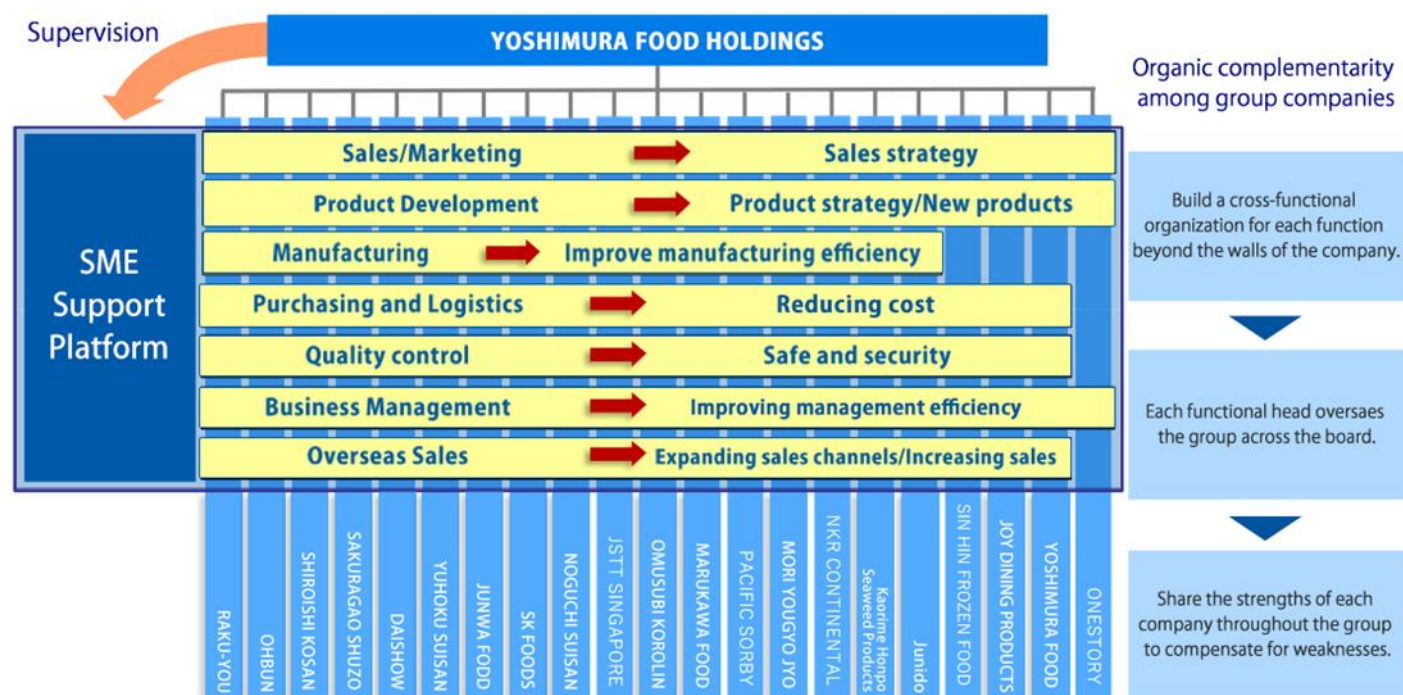 Supervision
YOSHIMURA FOOD HOLDINGS
Organic complementarity
among group companies
SME
Support
Platform
Sales/Marketing
Sales strategy
Product Development
Product strategy/New products
Manufacturing
Improve manufacturing efficiency
Purchasing and Logistics
Reducing cost
Quality control
Safe and security
Business Management
Improving management efficiency
Overseas Sales
Expanding sales channels/Increasing sales
RAKU-YOU
OHBUN
SHIROISHI KOSAN
SAKURAGAO SHUZO
DAISHOW
YUHOKU SUISAN
JUNWA FODD
SK FOODS
NOGUCHI SUISAN
JSTT SINGAPORE
OMUSUBI KOROLIN
MARUKAWA FOOD
PACIFIC SORBY
MORI YOUGYO JYO
NKR CONTINENTAL
Kaorime Honpo
Seaweed Products
Junido
SIN HIN FROZEN FOOD
JOY DINING PRODUCTS
YOSHIMURA FOOD
ONESTORY
Build a cross-functional
organization for each function
beyond the walls of the company.
Each functional head oversaes
the group across the board.
Share the strengths of each
company throughout the group
to compensate for weaknesses.